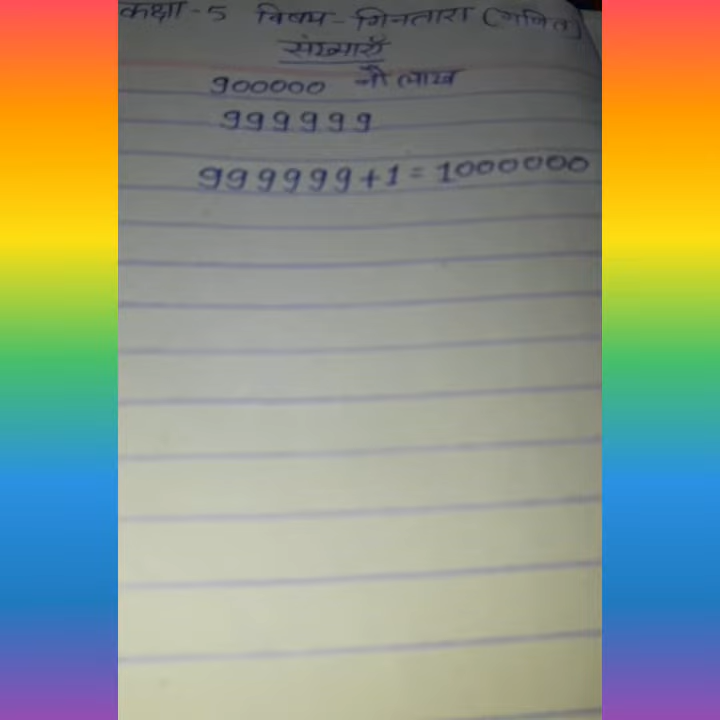 कक्षा - 5 विषय - गिनतारा (गणित)
संख्याएँ
900000 नौ लाख
999999
999999+1=1000000